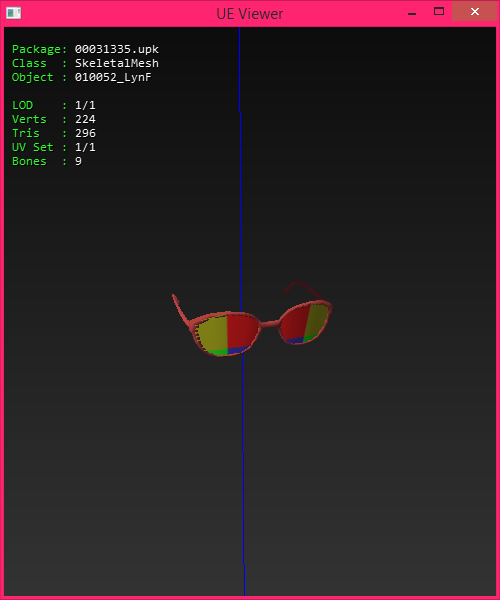 UE Viewer
Package: 00031335.upk
Class  : SkeletalMesh
Object : 010052_LynF
LOD    : 1/1
Verts  : 224
Tris   : 296
UV Set : 1/1
Bones  : 9